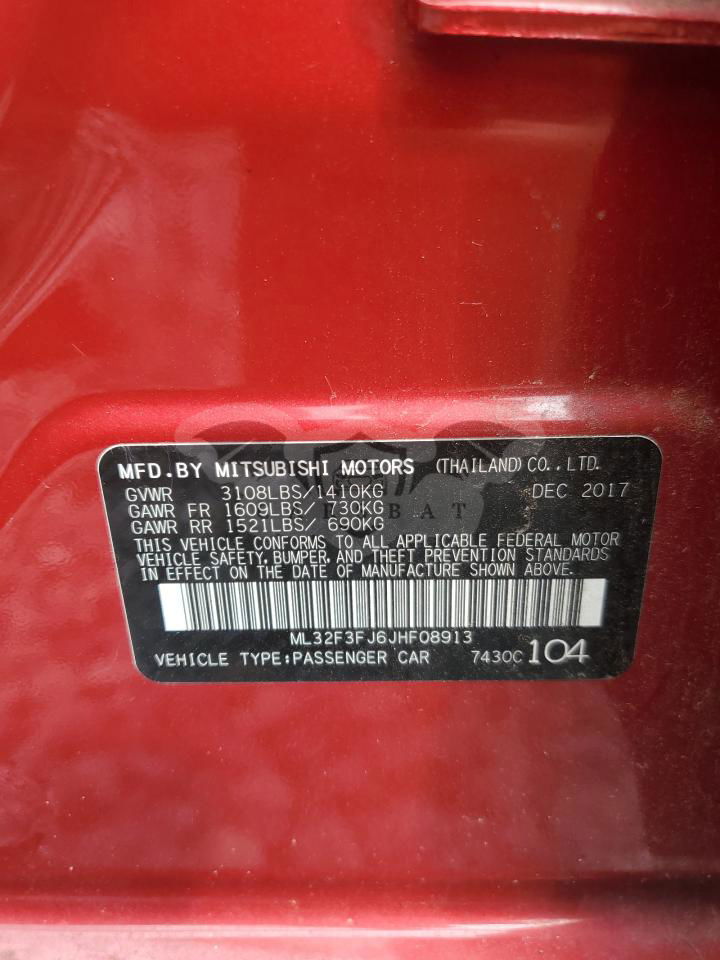 MFD.BY MITSUBISHI MOTORS (THAILAND)CO.,LTD.
GVWR 3108LBS/1410KG DEC 2017
GAWR FR 1609LBS/ 730KG
GAWR RR 1521LBS/ 690KG
THIS VEHICLE CONFORMS TO ALL APPLICABLE FEDERAL MOTOR
VEHICLE SAFETY, BUMPER, AND THEFT PREVENTION STANDARDS
IN EFFECT ON THE DATE OF MANUFACTURE SHOWN ABOVE.
ML32F3FJ6JHF08913
VEHICLE TYPE:PASSENGER CAR 7430C 104